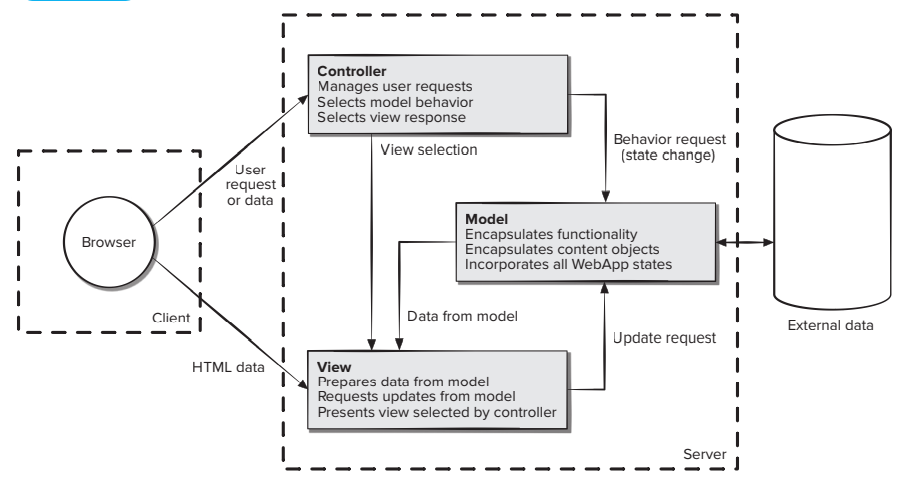 Controller
Manages user requests
Selects model behavior
Selects view response
View selection
Behavior request
(state change)
User
request
or data
Browser
Client
Model
Encapsulates functionality
Encapsulates content objects
Incorporates all WebApp states
External data
Data from model
Update request
HTML data
View
Prepares data from model
Requests updates from model
Presents view selected by controller
Server